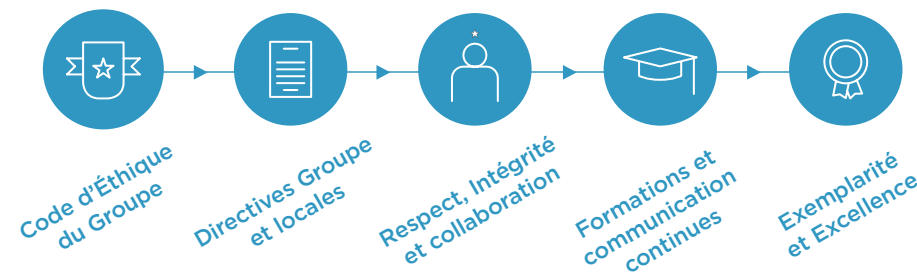 Code d'Éthique
du Groupe
Directives Groupe
et locales
Respect, Intégrité
et collaboration
Formations et
communication
continues
Exemplarité
et Excellence